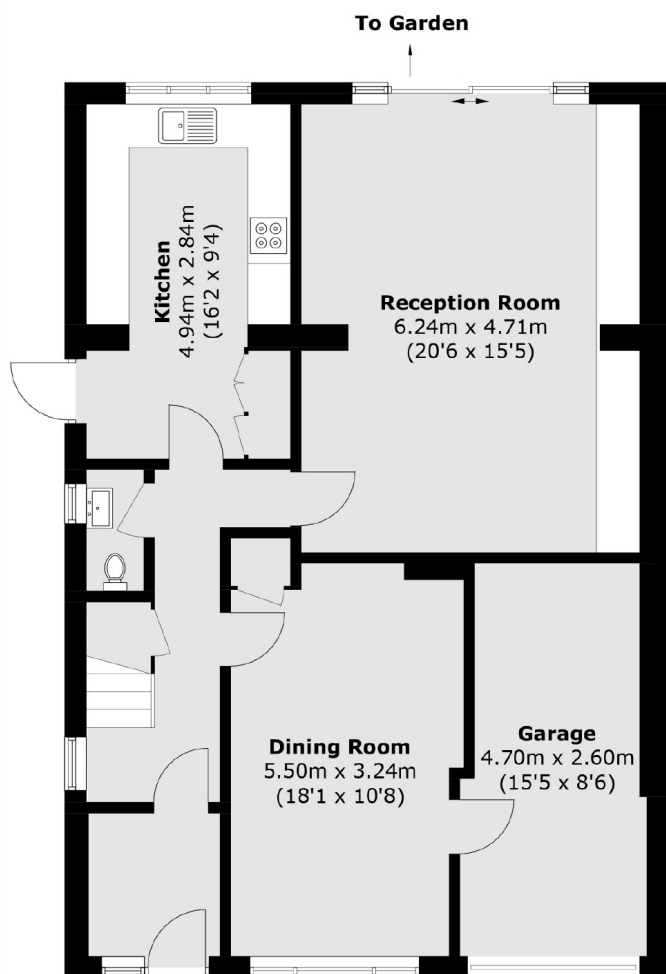 To Garden
Kitchen
4.94m x 2.84m
(16'2 x 9'4)
Reception Room
6.24m x 4.71m
(20'6 x 15'5)
Dining Room
5.50m x 3.24m
(18'1 x 10'8)
Garage
4.70m x 2.60m
(15'5 x 8'6)